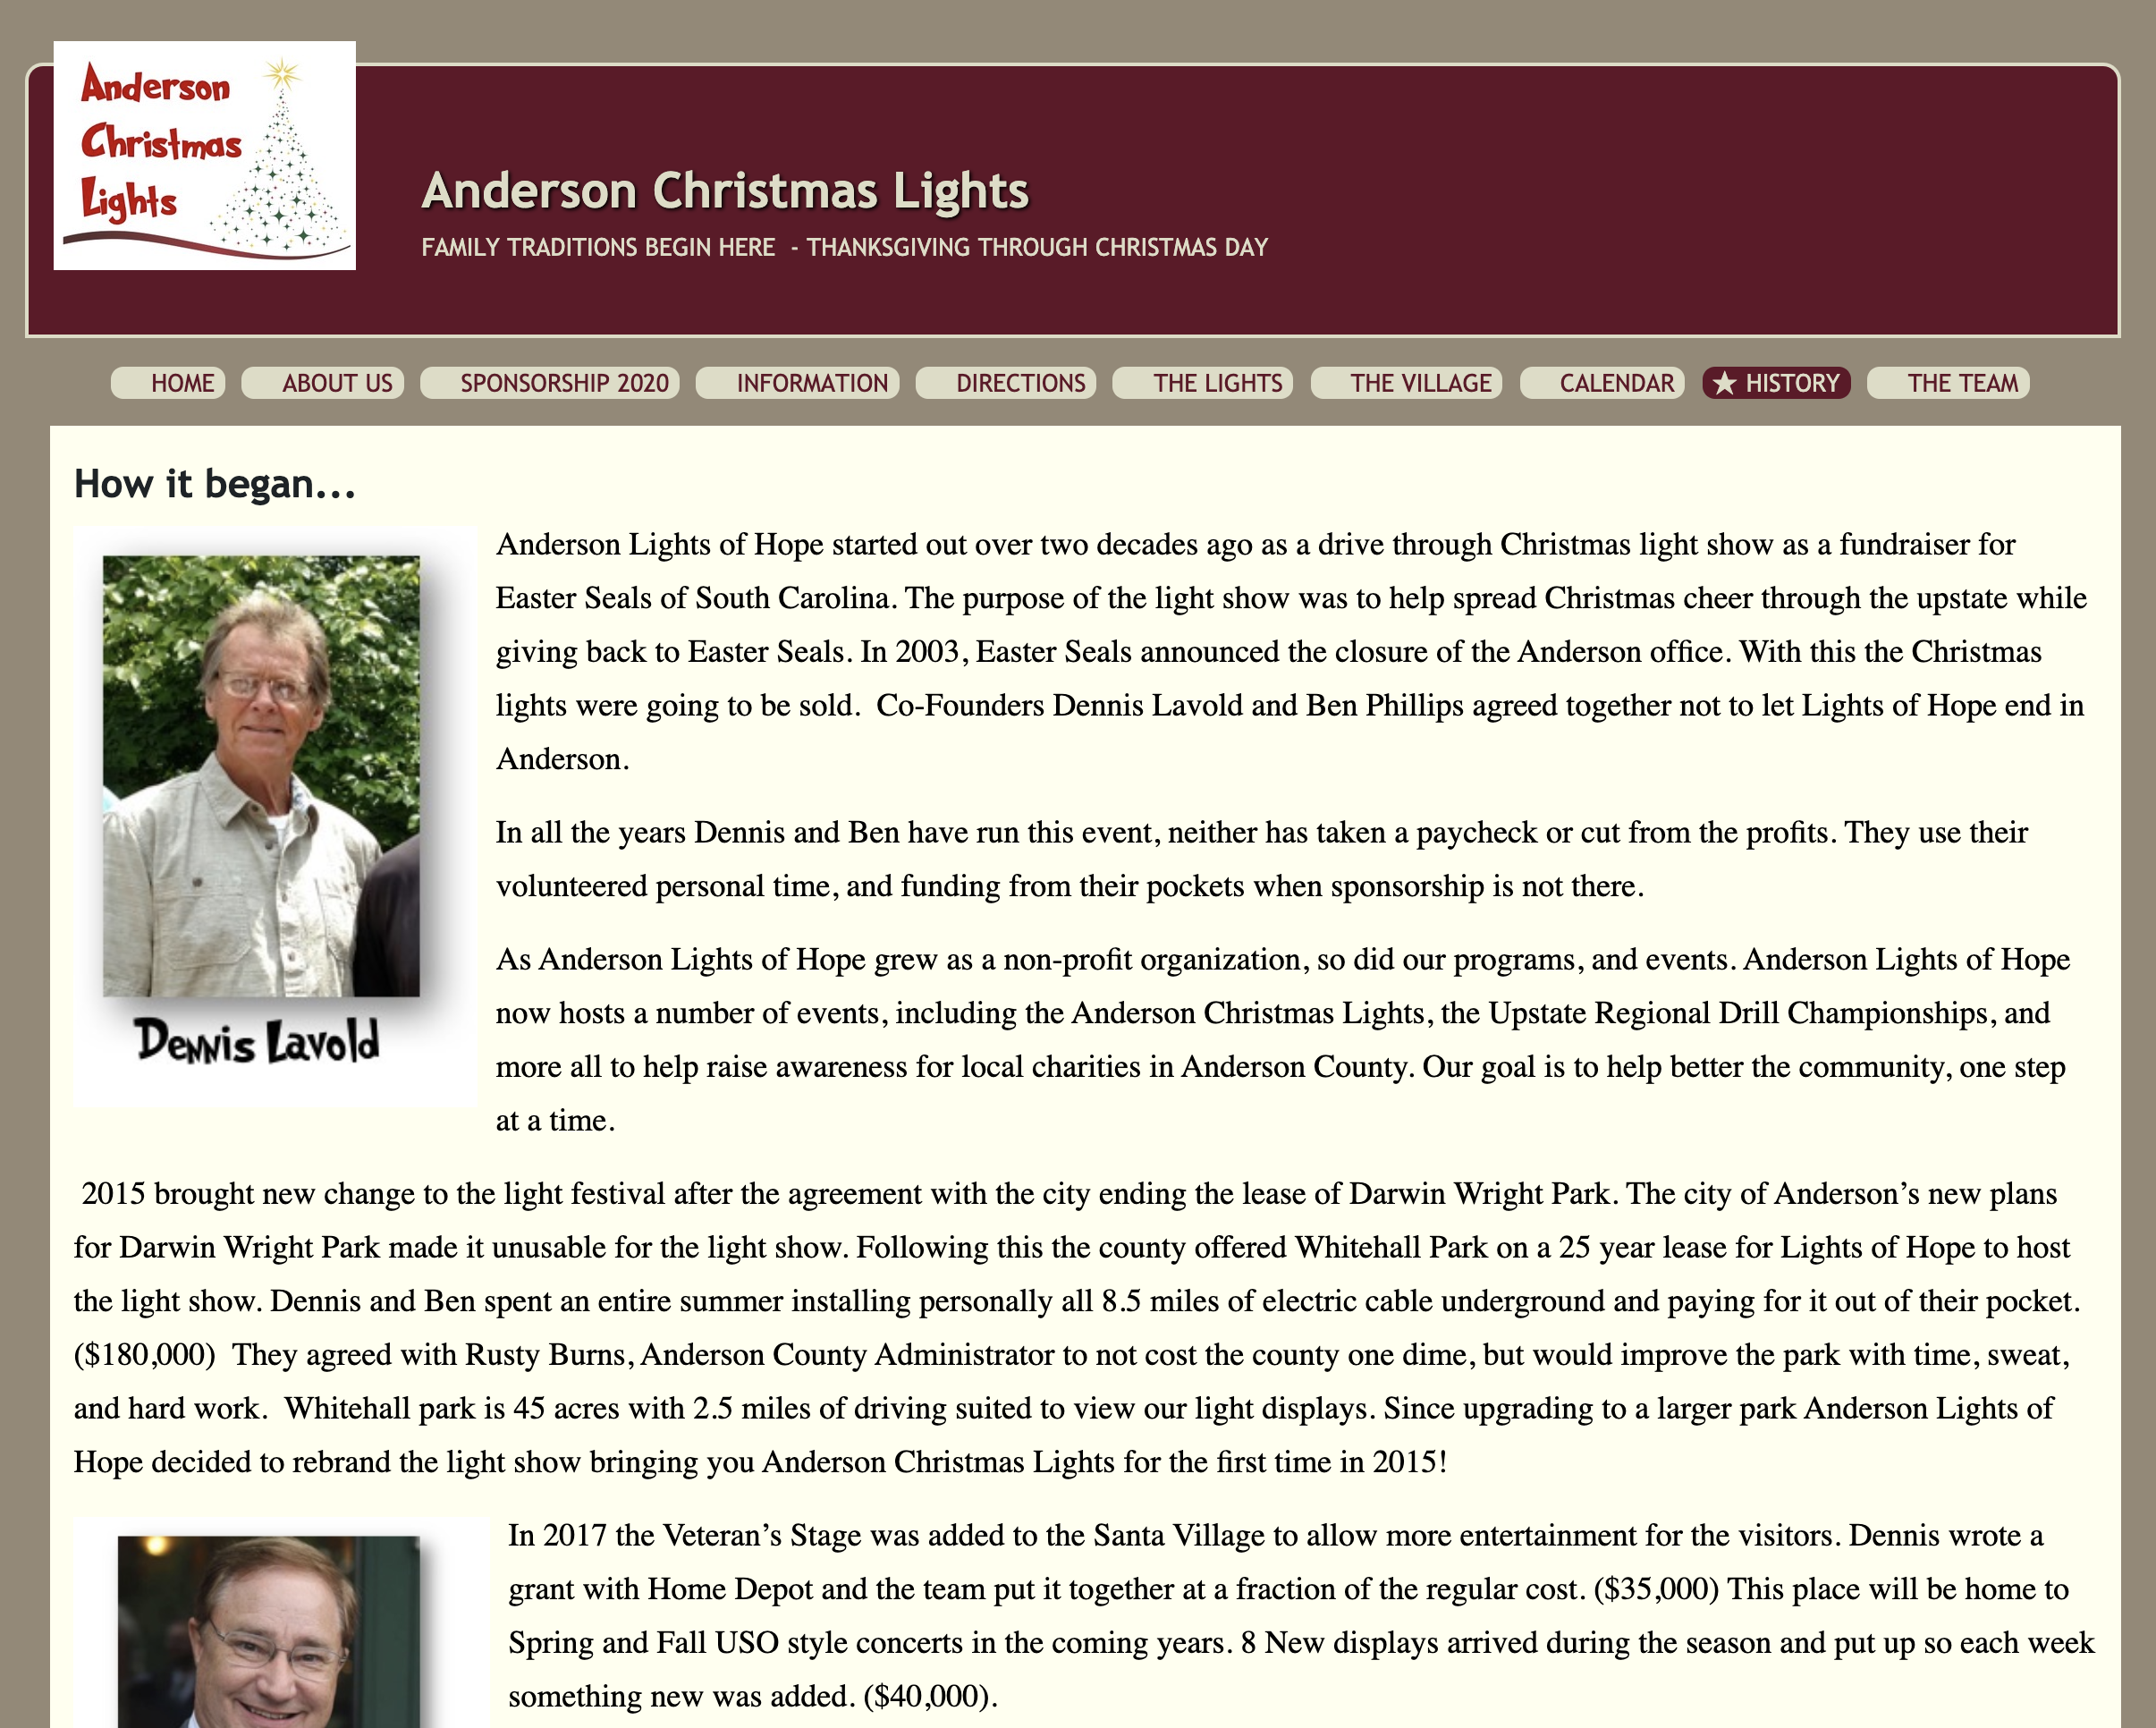 Anderson
Christmas
Lights
Anderson Christmas Lights
FAMILY TRADITIONS BEGIN HERE - THANKSGIVING THROUGH CHRISTMAS DAY
HOME ABOUT US SPONSORSHIP 2020 INFORMATION DIRECTIONS THE LIGHTS THE VILLAGE CALENDAR ★ HISTORY THE TEAM
How it began...
Anderson Lights of Hope started out over two decades ago as a drive through Christmas light show as a fundraiser for
Easter Seals of South Carolina. The purpose of the light show was to help spread Christmas cheer through the upstate while
giving back to Easter Seals. In 2003, Easter Seals announced the closure of the Anderson office. With this the Christmas
lights were going to be sold.  Co-Founders Dennis Lavold and Ben Phillips agreed together not to let Lights of Hope end in
Anderson.
In all the years Dennis and Ben have run this event, neither has taken a paycheck or cut from the profits. They use their
volunteered personal time, and funding from their pockets when sponsorship is not there.
As Anderson Lights of Hope grew as a non-profit organization, so did our programs, and events. Anderson Lights of Hope
now hosts a number of events, including the Anderson Christmas Lights, the Upstate Regional Drill Championships, and
more all to help raise awareness for local charities in Anderson County. Our goal is to help better the community, one step
at a time.
Dennis Lavold
2015 brought new change to the light festival after the agreement with the city ending the lease of Darwin Wright Park. The city of Anderson’s new plans
for Darwin Wright Park made it unusable for the light show. Following this the county offered Whitehall Park on a 25 year lease for Lights of Hope to host
the light show. Dennis and Ben spent an entire summer installing personally all 8.5 miles of electric cable underground and paying for it out of their pocket.
($180,000)  They agreed with Rusty Burns, Anderson County Administrator to not cost the county one dime, but would improve the park with time, sweat,
and hard work.  Whitehall park is 45 acres with 2.5 miles of driving suited to view our light displays. Since upgrading to a larger park Anderson Lights of
Hope decided to rebrand the light show bringing you Anderson Christmas Lights for the first time in 2015!
In 2017 the Veteran’s Stage was added to the Santa Village to allow more entertainment for the visitors. Dennis wrote a
grant with Home Depot and the team put it together at a fraction of the regular cost. ($35,000) This place will be home to
Spring and Fall USO style concerts in the coming years. 8 New displays arrived during the season and put up so each week
something new was added. ($40,000).